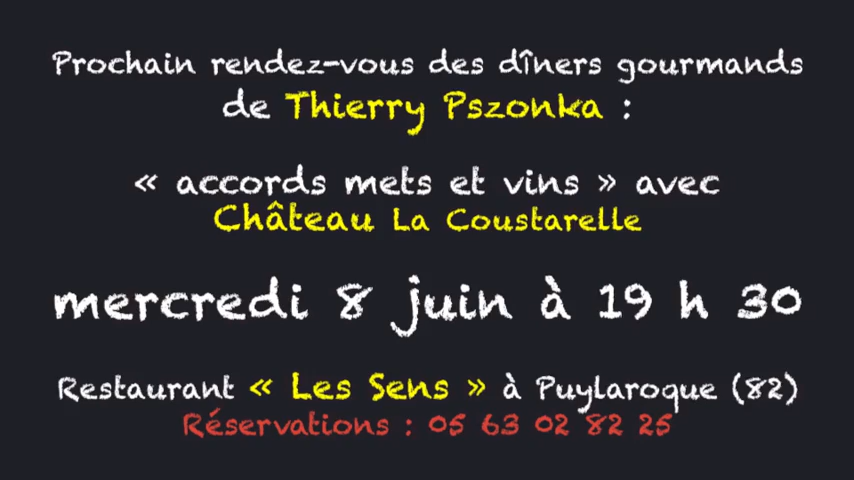 Prochain rendez-vous des dîners gourmands
de Thierry Pszonka :
« accords mets et vins » avec
Château La Coustarelle
mercredi 8 juin à 19 h 30
Restaurant « Les Sens » à Puylaroque (82)
Réservations : 05 63 02 82 25